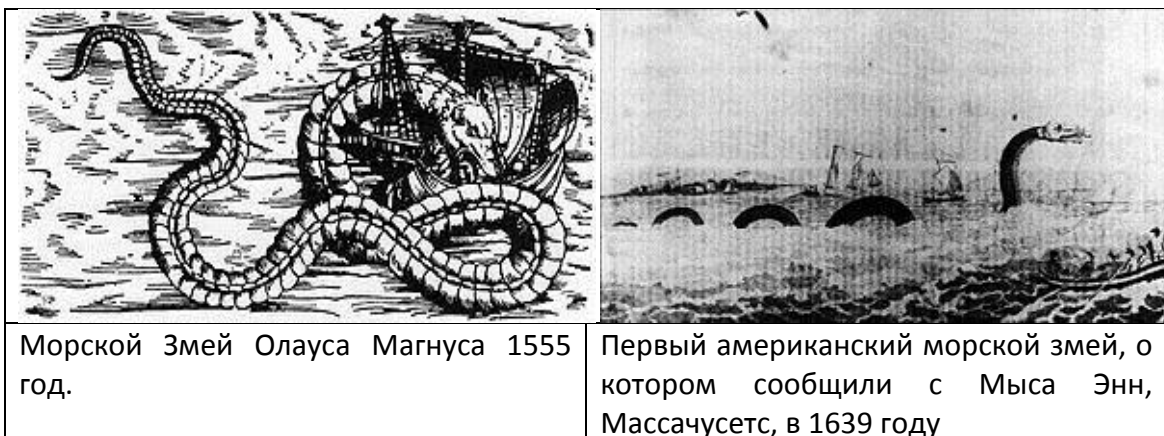 Морской Змей Олауса Магнуса 1555
год.
Первый американский морской змей, о
котором сообщили с Мыса Энн,
Массачусетс, в 1639 году